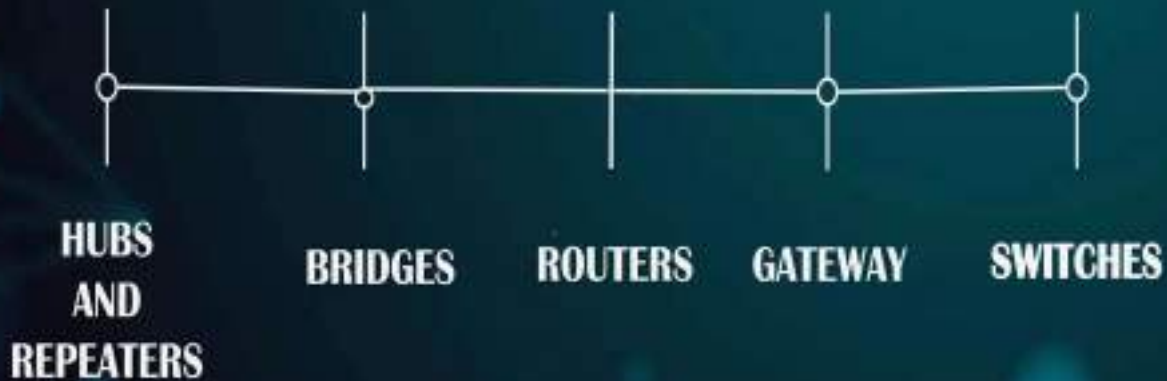 HUBS
AND
REPEATERS
BRIDGES
ROUTERS
GATEWAY
SWITCHES